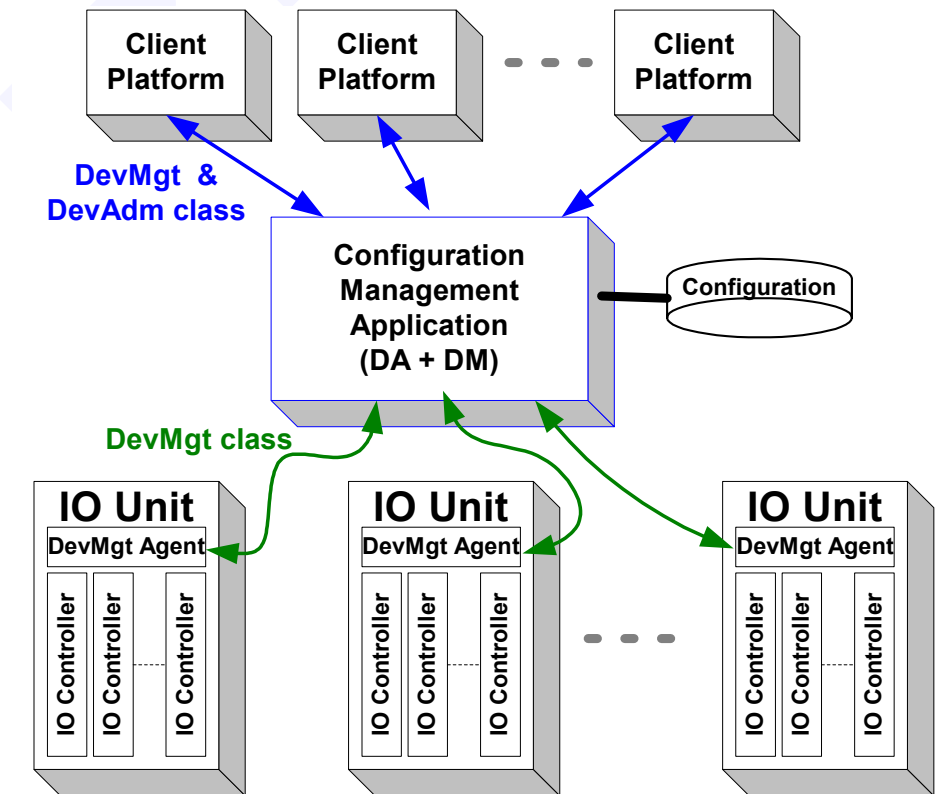 Client
Platform
Client
Platform
Client
Platform
DevMgt &
DevAdm class
Configuration
Management
Application
(DA + DM)
Configuration
DevMgt class
IO Unit
DevMgt Agent
IO Controller
IO Controller
IO Controller
IO Unit
DevMgt Agent
IO Controller
IO Controller
IO Controller
IO Unit
DevMgt Agent
IO Controller
IO Controller
IO Controller